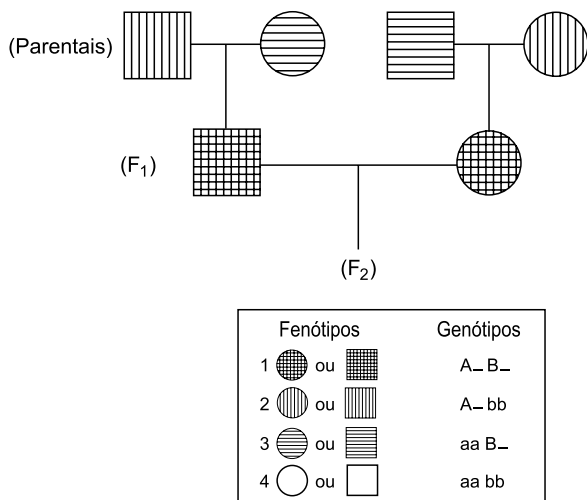 (Parentais)
(F1)
(F2)
Fenótipos Genótipos
1 ou A_ B_
2 ou A_ bb
3 ou aa B_
4 ou aa bb